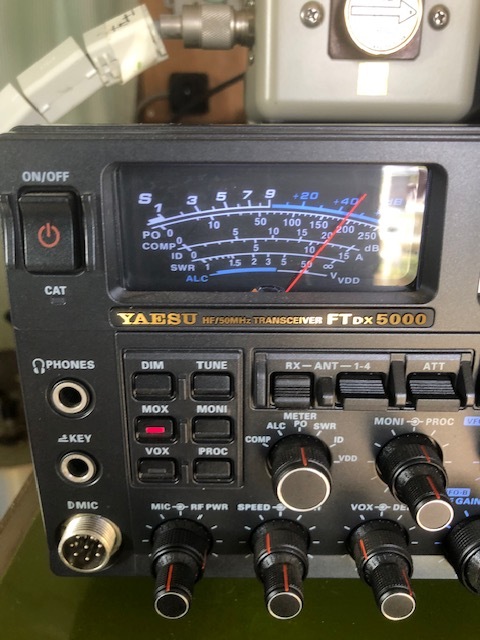 ON/OFF
CAT
S 1 3 5 7 9 +20 +40 dB
PO 0 5 10 50 100 150 200 250
COMP 0 5 10 15 20 dB
ID 0 5 10 15 A
SWR 1 1.5 2 3 5 ∞ V
ALC VDD
YAESU HF/50MHz TRANSCEIVER FTDX5000
PHONES
KEY
MIC
DIM TUNE
MOX MONI
VOX PROC
RX ANT 1-4 ATT
METER
ALC PO SWR
COMP ID
VDD
MONI PROC
MIC RF PWR SPEED VOX
GAIN